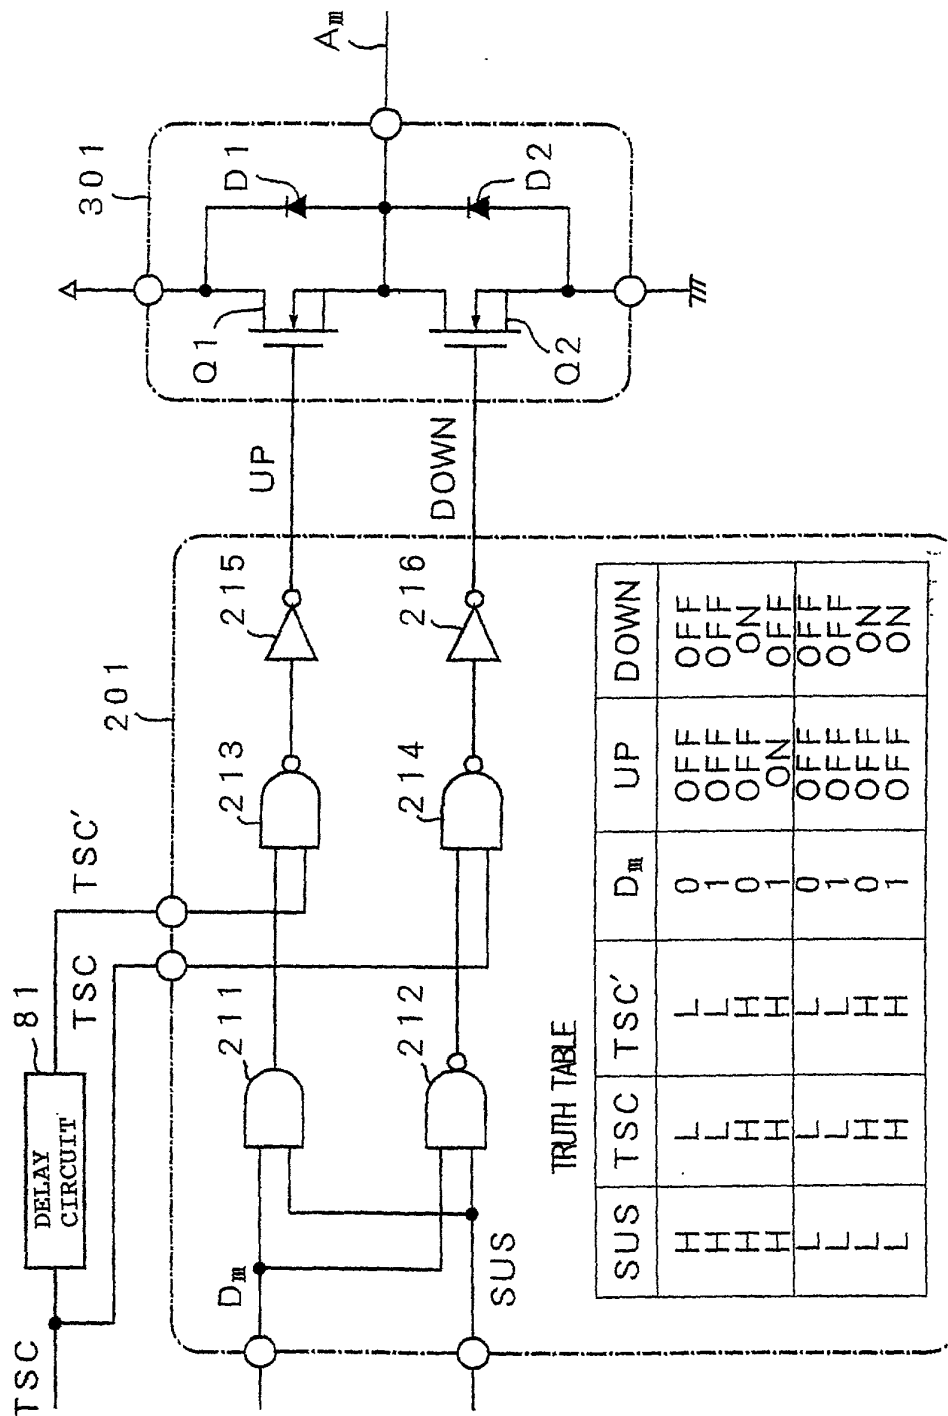 TSC
DELAY
CIRCUIT
81
TSC
TSC'
201
301
Dm
SUS
211
212
213
214
215
216
UP
DOWN
Q1
Q2
D1
D2
Am
TRUTH TABLE
SUS TSC TSC' Dm UP DOWN
H L L 0 OFF OFF
H L L 1 OFF OFF
H H H 0 OFF ON
H H H 1 ON OFF
L L L 0 OFF OFF
L L L 1 OFF OFF
L H H 0 OFF ON
L H H 1 OFF ON